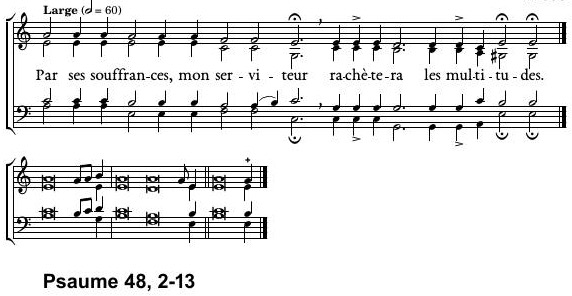 Large (𝅗𝅥 = 60)
Par ses souffran-ces, mon ser - vi - teur ra-chè-te-ra les mul-ti - tu - des.
Psaume 48, 2-13